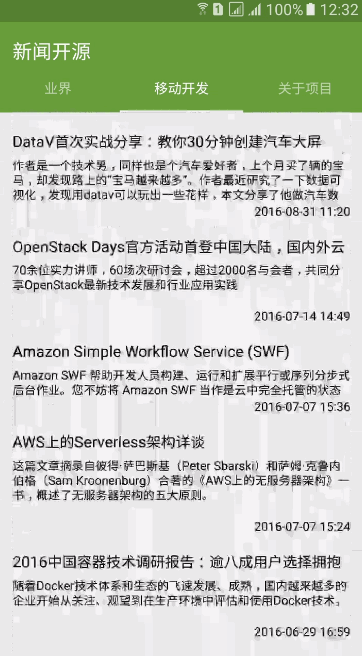 100% 12:32
新闻开源
业界 移动开发 关于项目
DataV首次实战分享：教你30分钟创建汽车大屏
作者是一个技术男，同样也是个汽车爱好者，上个月买了辆的宝
马，却发现路上的“宝马越来越多”。作者最近研究了一下数据可
视化，发现用datav可以玩出一些花样，本文分享了他做汽车数
2016-08-31 11:20
OpenStack Days官方活动首登中国大陆，国内外云
70余位实力讲师，60场次研讨会，超过2000名与会者，共同分
享OpenStack最新技术发展和行业应用实践
2016-07-14 14:49
Amazon Simple Workflow Service (SWF)
Amazon SWF 帮助开发人员构建、运行和扩展平行或序列分步式
后台作业。您不妨将 Amazon SWF 当作是云中完全托管的状态
2016-07-07 15:36
AWS上的Serverless架构详谈
这篇文章摘录自彼得·萨巴斯基（Peter Sbarski）和萨姆·克鲁内
伯格（Sam Kroonenburg）合著的《AWS上的无服务器架构》一
书，概述了无服务器架构的五大原则。
2016-07-07 15:24
2016中国容器技术调研报告：逾八成用户选择拥抱
随着Docker技术体系和生态的飞速发展、成熟，国内越来越多的
企业开始从关注、观望到在生产环境中评估和使用Docker技术。
2016-06-29 16:59